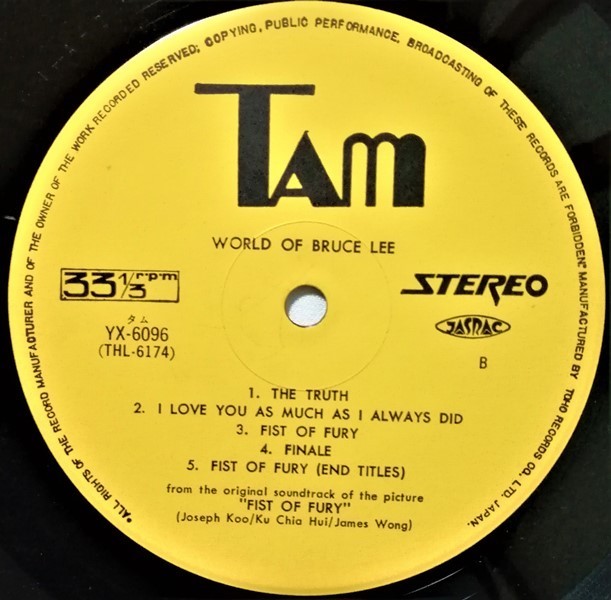 "ALL RIGHTS OF THE RECORD MANUFACTURER AND OF THE OWNER OF THE WORK RECORDED RESERVED; COPYING, PUBLIC PERFORMANCE, BROADCASTING OF THESE RECORDS ARE FORBIDDEN" MANUFACTURED BY TOHO RECORDS CO., LTD. JAPAN.
Tam
WORLD OF BRUCE LEE
33 1/3 rpm
STEREO
タム
YX-6096
(THL-6174)
JASRAC
B
1. THE TRUTH
2. I LOVE YOU AS MUCH AS I ALWAYS DID
3. FIST OF FURY
4. FINALE
5. FIST OF FURY (END TITLES)
from the original soundtrack of the picture
"FIST OF FURY"
(Joseph Koo/Ku Chia Hui/James Wong)